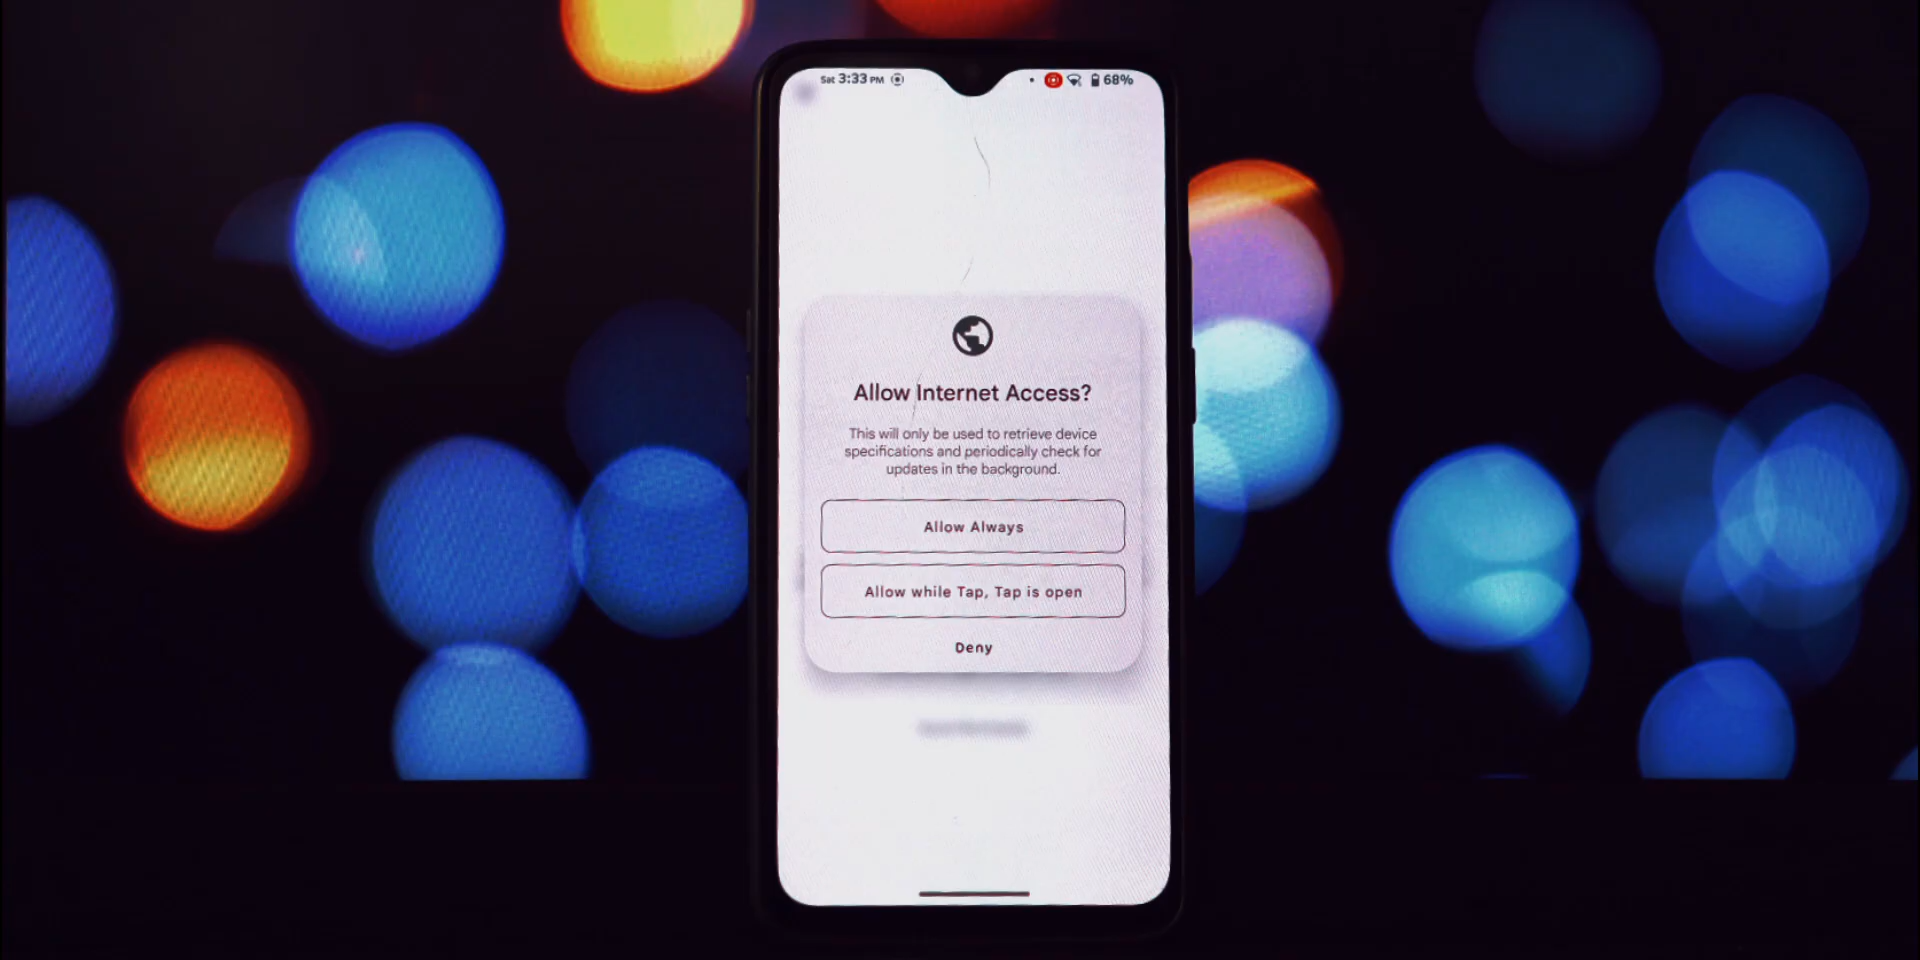 Sat 3:33 PM
68%
Allow Internet Access?
This will only be used to retrieve device
specifications and periodically check for
updates in the background.
Allow Always
Allow while Tap, Tap is open
Deny